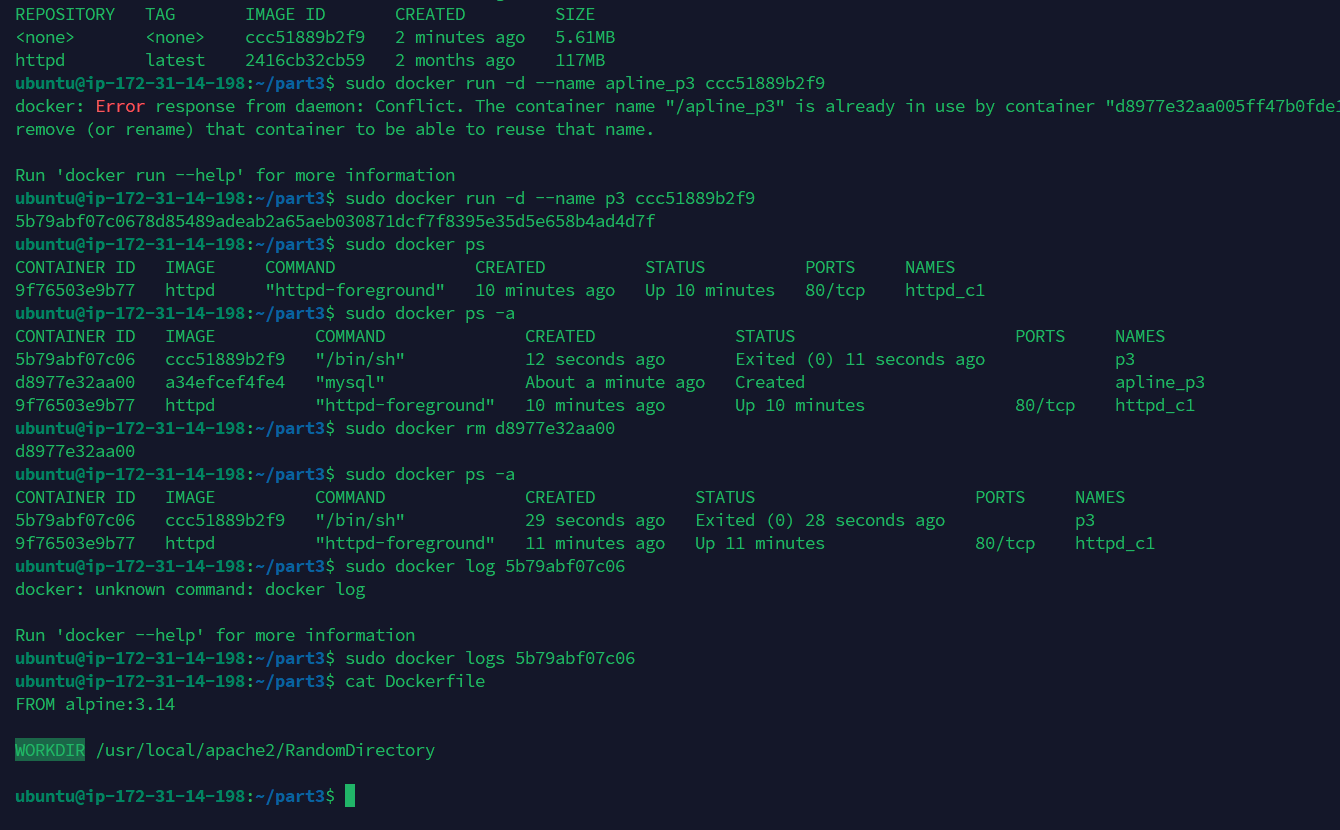 REPOSITORY   TAG       IMAGE ID       CREATED         SIZE
<none>       <none>    ccc51889b2f9   2 minutes ago   5.61MB
httpd        latest    2416cb32cb59   2 months ago    117MB
ubuntu@ip-172-31-14-198:~/part3$ sudo docker run -d --name apline_p3 ccc51889b2f9
docker: Error response from daemon: Conflict. The container name "/apline_p3" is already in use by container "d8977e32aa005ff47b0fde1
remove (or rename) that container to be able to reuse that name.

Run 'docker run --help' for more information
ubuntu@ip-172-31-14-198:~/part3$ sudo docker run -d --name p3 ccc51889b2f9
5b79abf07c0678d85489adeab2a65aeb030871dcf7f8395e35d5e658b4ad4d7f
ubuntu@ip-172-31-14-198:~/part3$ sudo docker ps
CONTAINER ID   IMAGE     COMMAND              CREATED          STATUS          PORTS     NAMES
9f76503e9b77   httpd     "httpd-foreground"   10 minutes ago   Up 10 minutes   80/tcp    httpd_c1
ubuntu@ip-172-31-14-198:~/part3$ sudo docker ps -a
CONTAINER ID   IMAGE          COMMAND              CREATED              STATUS                      PORTS     NAMES
5b79abf07c06   ccc51889b2f9   "/bin/sh"            12 seconds ago       Exited (0) 11 seconds ago             p3
d8977e32aa00   a34efcef4fe4   "mysql"              About a minute ago   Created                               apline_p3
9f76503e9b77   httpd          "httpd-foreground"   10 minutes ago       Up 10 minutes               80/tcp    httpd_c1
ubuntu@ip-172-31-14-198:~/part3$ sudo docker rm d8977e32aa00
d8977e32aa00
ubuntu@ip-172-31-14-198:~/part3$ sudo docker ps -a
CONTAINER ID   IMAGE          COMMAND              CREATED          STATUS                      PORTS     NAMES
5b79abf07c06   ccc51889b2f9   "/bin/sh"            29 seconds ago   Exited (0) 28 seconds ago             p3
9f76503e9b77   httpd          "httpd-foreground"   11 minutes ago   Up 11 minutes               80/tcp    httpd_c1
ubuntu@ip-172-31-14-198:~/part3$ sudo docker log 5b79abf07c06
docker: unknown command: docker log

Run 'docker --help' for more information
ubuntu@ip-172-31-14-198:~/part3$ sudo docker logs 5b79abf07c06
ubuntu@ip-172-31-14-198:~/part3$ cat Dockerfile
FROM alpine:3.14

WORKDIR /usr/local/apache2/RandomDirectory

ubuntu@ip-172-31-14-198:~/part3$